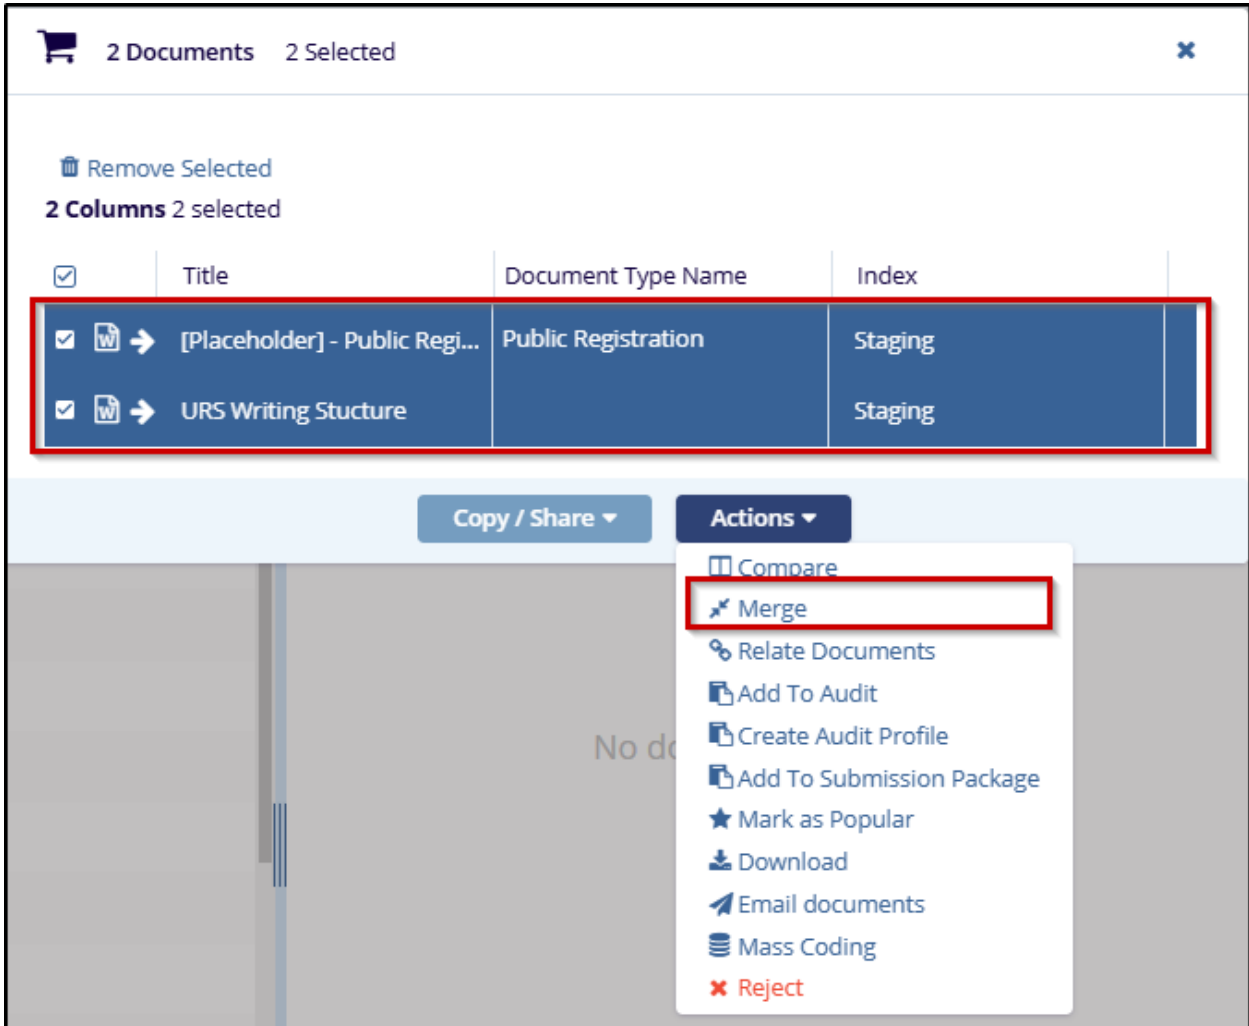 2 Documents 2 Selected
Remove Selected
2 Columns 2 selected
Title Document Type Name Index
[Placeholder] - Public Regi... Public Registration Staging
URS Writing Stucture Staging
Copy / Share Actions
Compare
Merge
Relate Documents
Add To Audit
No do
Create Audit Profile
Add To Submission Package
Mark as Popular
Download
Email documents
Mass Coding
Reject